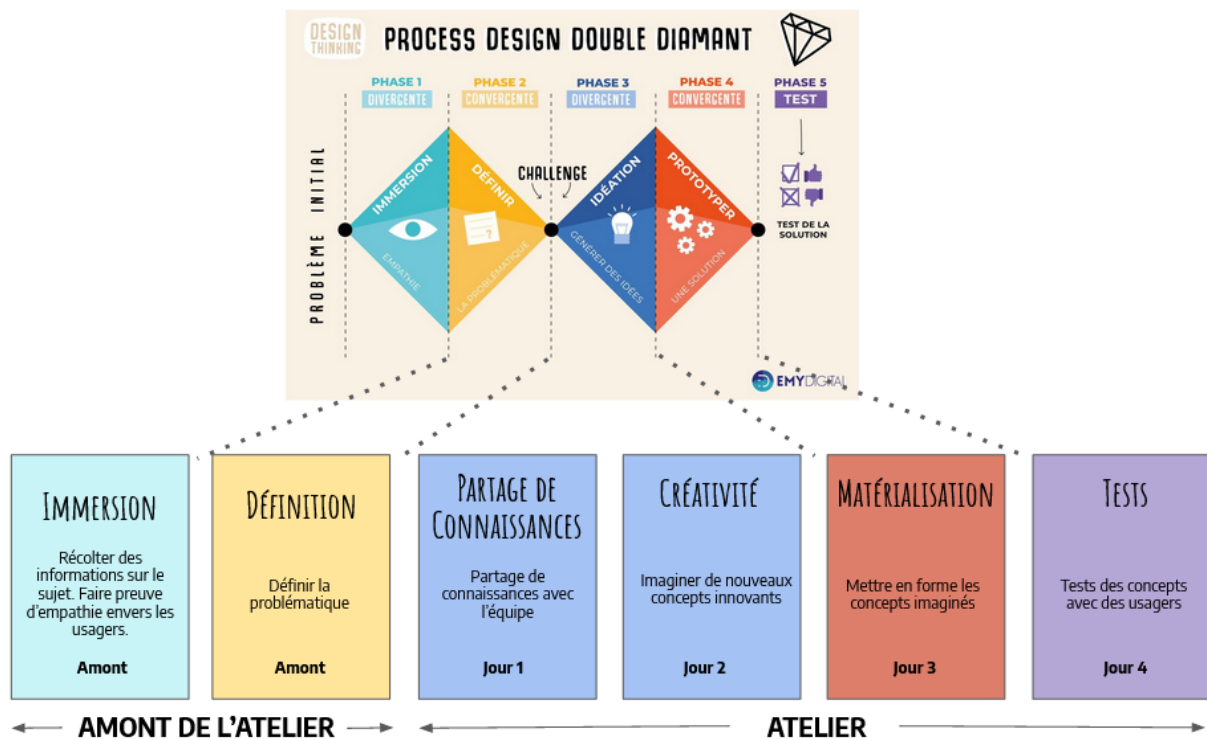 DESIGN
THINKING
PROCESS DESIGN DOUBLE DIAMANT
PHASE 1
DIVERGENTE
PHASE 2
CONVERGENTE
PHASE 3
DIVERGENTE
PHASE 4
CONVERGENTE
PHASE 5
TEST
PROBLÈME INITIAL
IMMERSION
EMPATHIE
DÉFINIR
?
LA PROBLÉMATIQUE
CHALLENGE
IDÉATION
GÉNÉRER DES IDÉES
PROTOTYPER
UNE SOLUTION
TEST DE LA
SOLUTION
EMYDIGITAL
IMMERSION
Récolter des
informations sur le
sujet. Faire preuve
d'empathie envers les
usagers.
Amont
DÉFINITION
Définir la
problématique
Amont
PARTAGE DE
CONNAISSANCES
Partage de
connaissances avec
l'équipe
Jour 1
CRÉATIVITÉ
Imaginer de nouveaux
concepts innovants
Jour 2
MATÉRIALISATION
Mettre en forme les
concepts imaginés
Jour 3
TESTS
Tests des concepts
avec des usagers
Jour 4
AMONT DE L'ATELIER
ATELIER